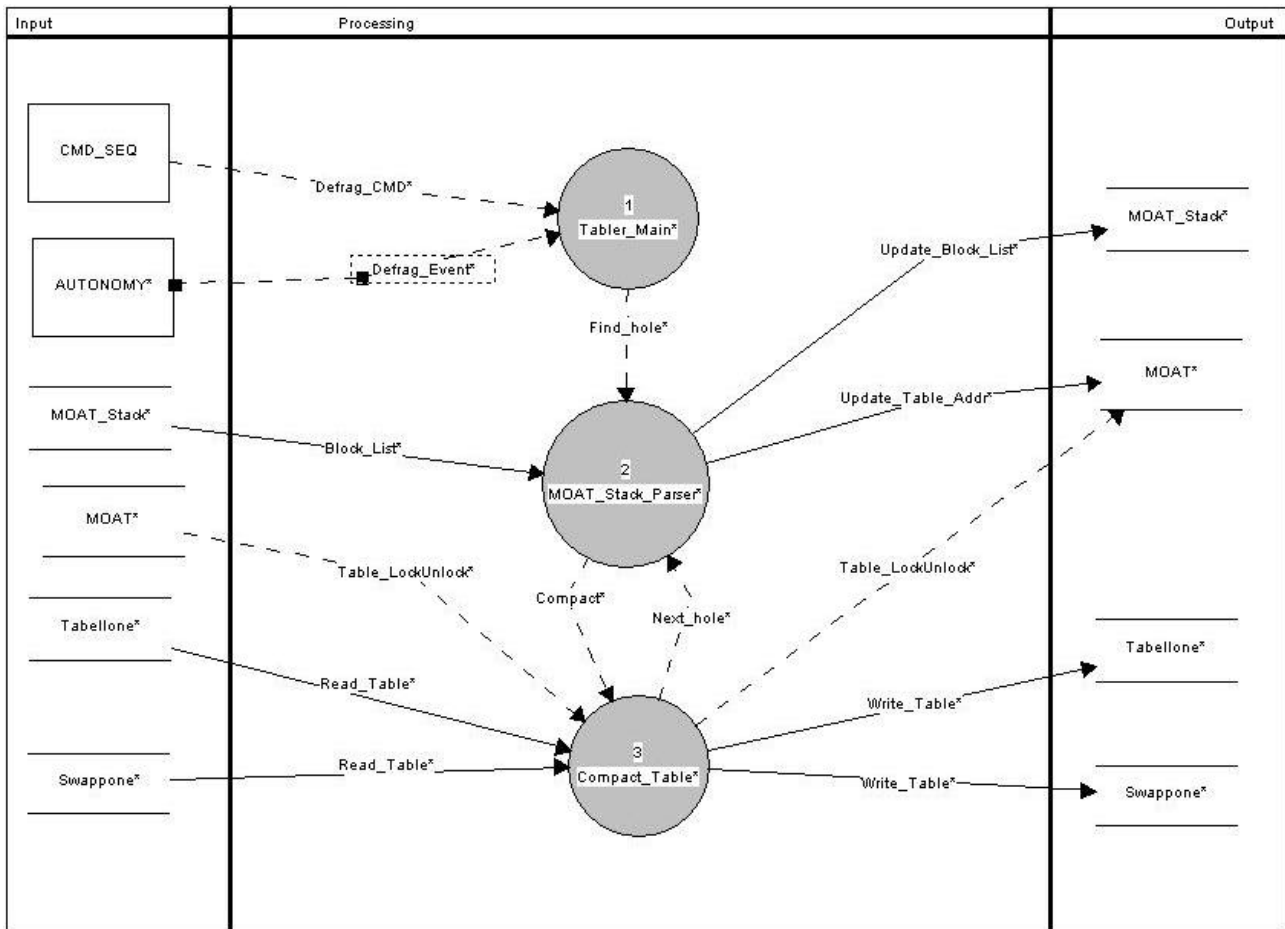 Input
Processing
Output
CMD_SEQ
Defrag_CMD*
1
Tabler_Main*
MOAT_Stack*
Update_Block_List*
AUTONOMY*
Defrag_Event*
Find_hole*
MOAT*
Update_Table_Addr*
MOAT_Stack*
Block_List*
2
MOAT_Stack_Parser*
MOAT*
Table_LockUnlock*
Table_LockUnlock*
Compact*
Next_hole*
Tabellone*
Tabellone*
Read_Table*
Write_Table*
3
Compact_Table*
Swappone*
Read_Table*
Write_Table*
Swappone*